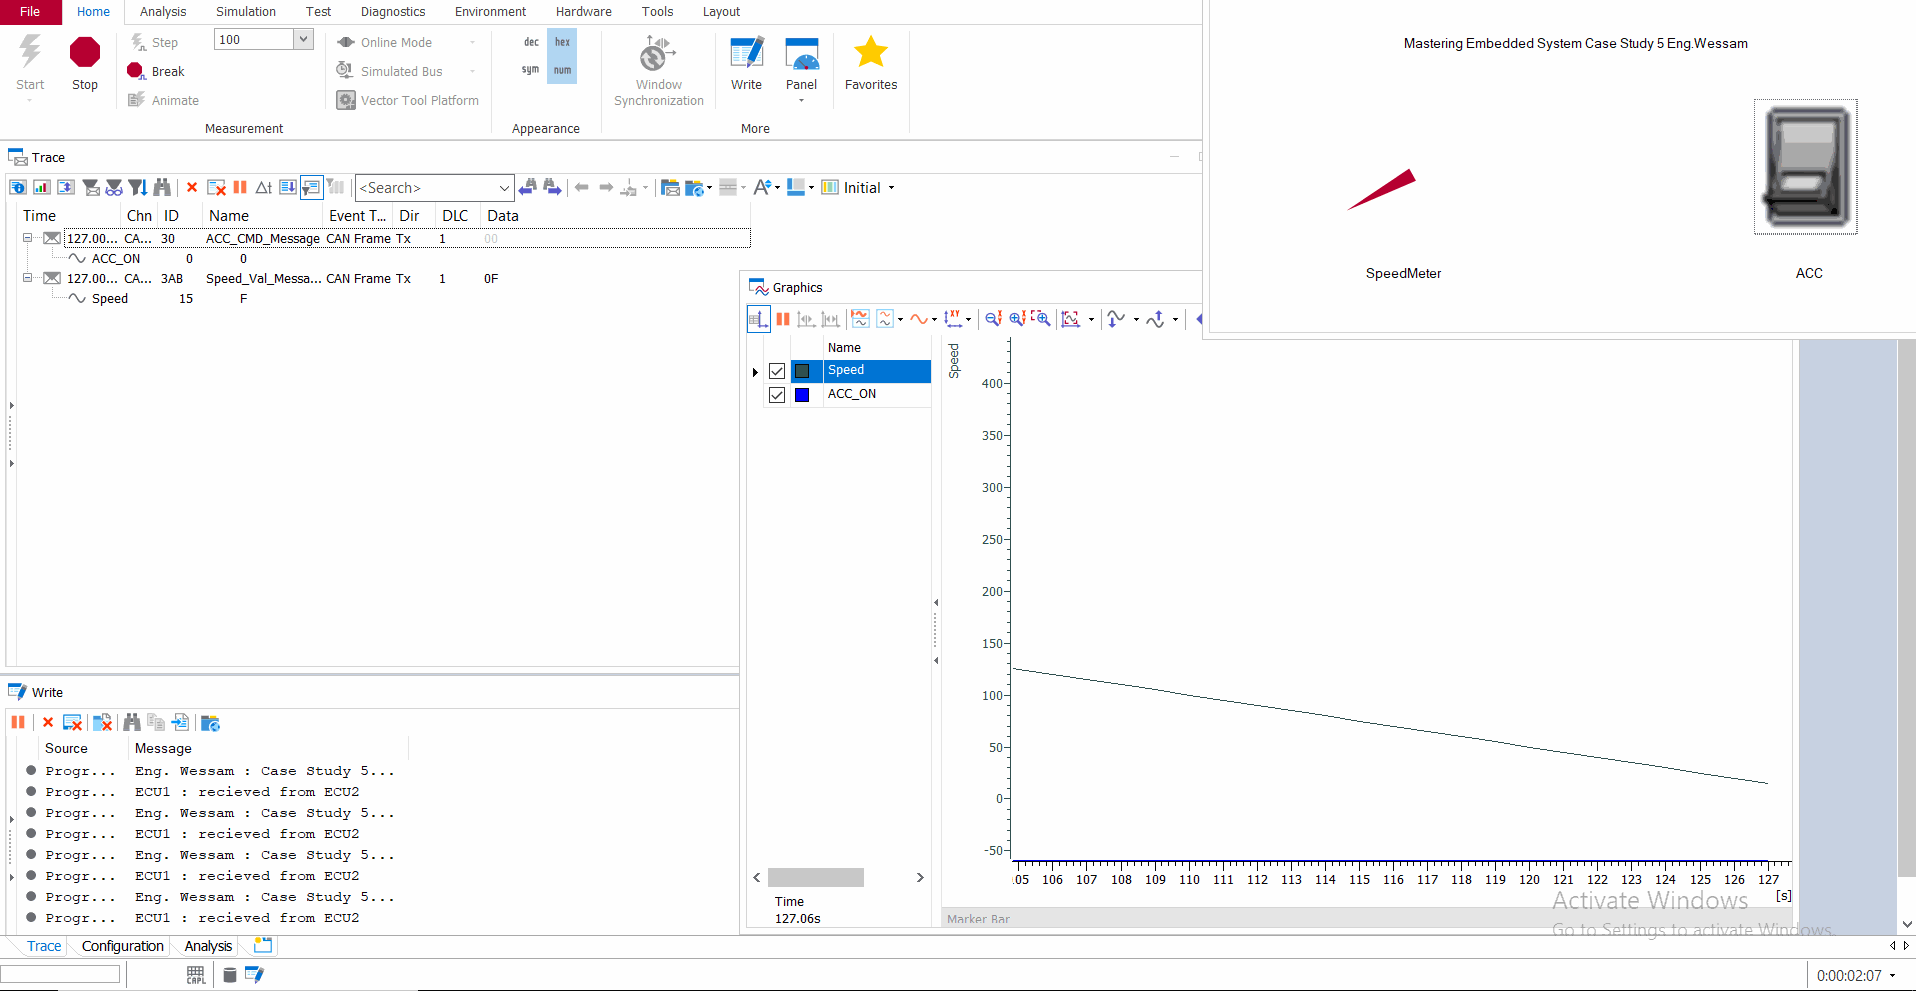 File Home Analysis Simulation Test Diagnostics Environment Hardware Tools Layout
Start
Stop
Step
Break
Animate
100
Online Mode
Simulated Bus
Vector Tool Platform
Measurement
dec hex
sym num
Appearance
Window
Synchronization
Write
Panel
Favorites
More
Mastering Embedded System Case Study 5 Eng.Wessam
SpeedMeter
ACC
Trace
<Search>
Initial
Time Chn ID Name Event T... Dir DLC Data
127.00... CA... 30 ACC_CMD_Message CAN Frame Tx 1 00
ACC_ON 0 0
127.00... CA... 3AB Speed_Val_Messa... CAN Frame Tx 1 0F
Speed 15 F
Graphics
Name
Speed
ACC_ON
Speed
400
350
300
250
200
150
100
50
0
-50
105 106 107 108 109 110 111 112 113 114 115 116 117 118 119 120 121 122 123 124 125 126 127
[s]
Time
127.06s
Marker Bar
Write
Source Message
Progr... Eng. Wessam : Case Study 5...
Progr... ECU1 : recieved from ECU2
Progr... Eng. Wessam : Case Study 5...
Progr... ECU1 : recieved from ECU2
Progr... Eng. Wessam : Case Study 5...
Progr... ECU1 : recieved from ECU2
Progr... Eng. Wessam : Case Study 5...
Progr... ECU1 : recieved from ECU2
Activate Windows
Go to Settings to activate Windows.
Trace Configuration Analysis
CAPL
0:00:02:07